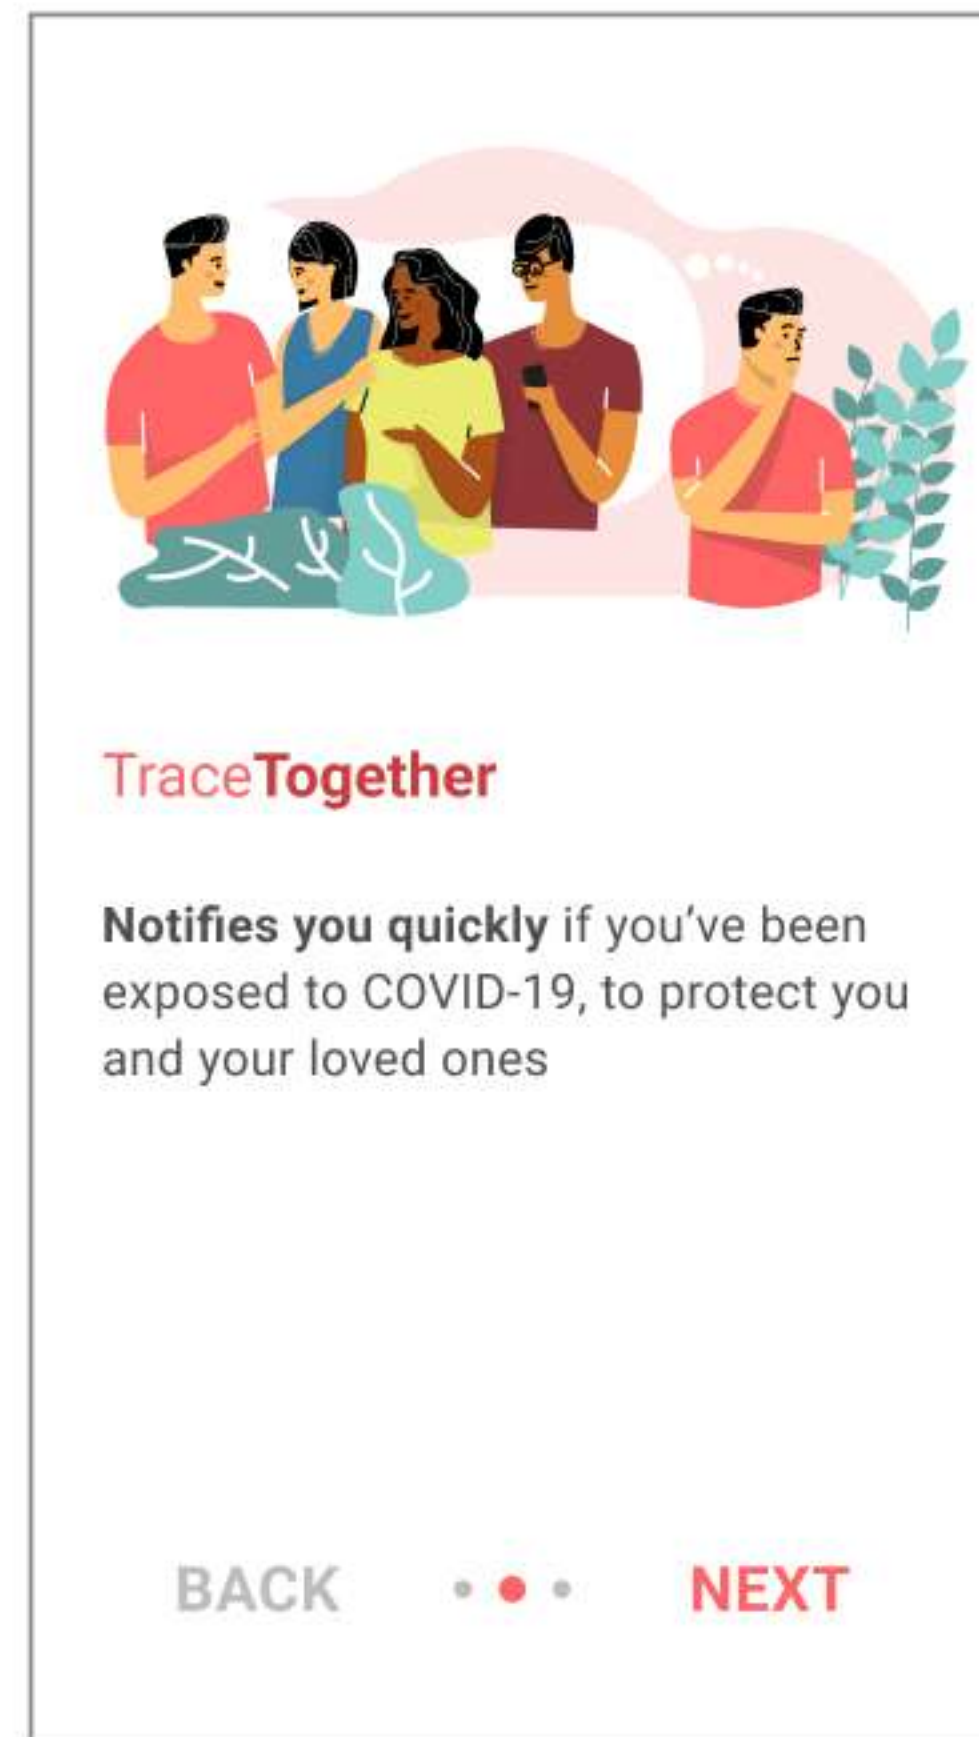 TraceTogether
Notifies you quickly if you’ve been
exposed to COVID-19, to protect you
and your loved ones
BACK
NEXT